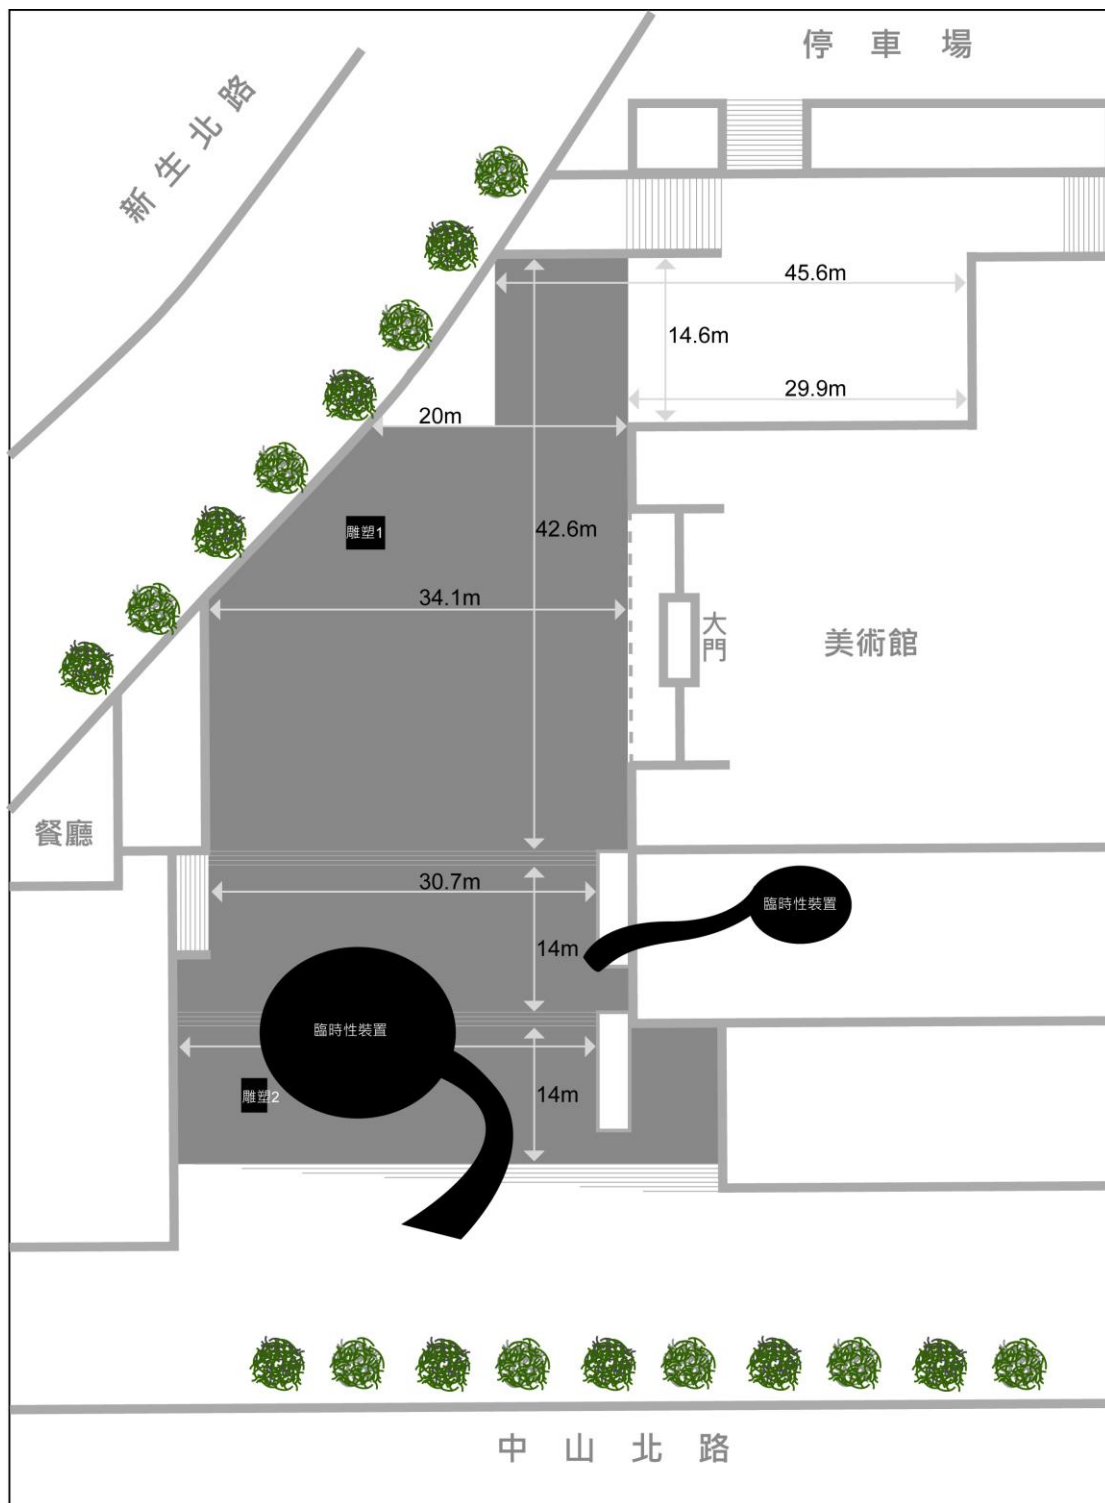 停車場
新生北路
45.6m
14.6m
29.9m
20m
雕塑1
42.6m
34.1m
大門
美術館
餐廳
30.7m
臨時性裝置
14m
臨時性裝置
雕塑2
14m
中山北路